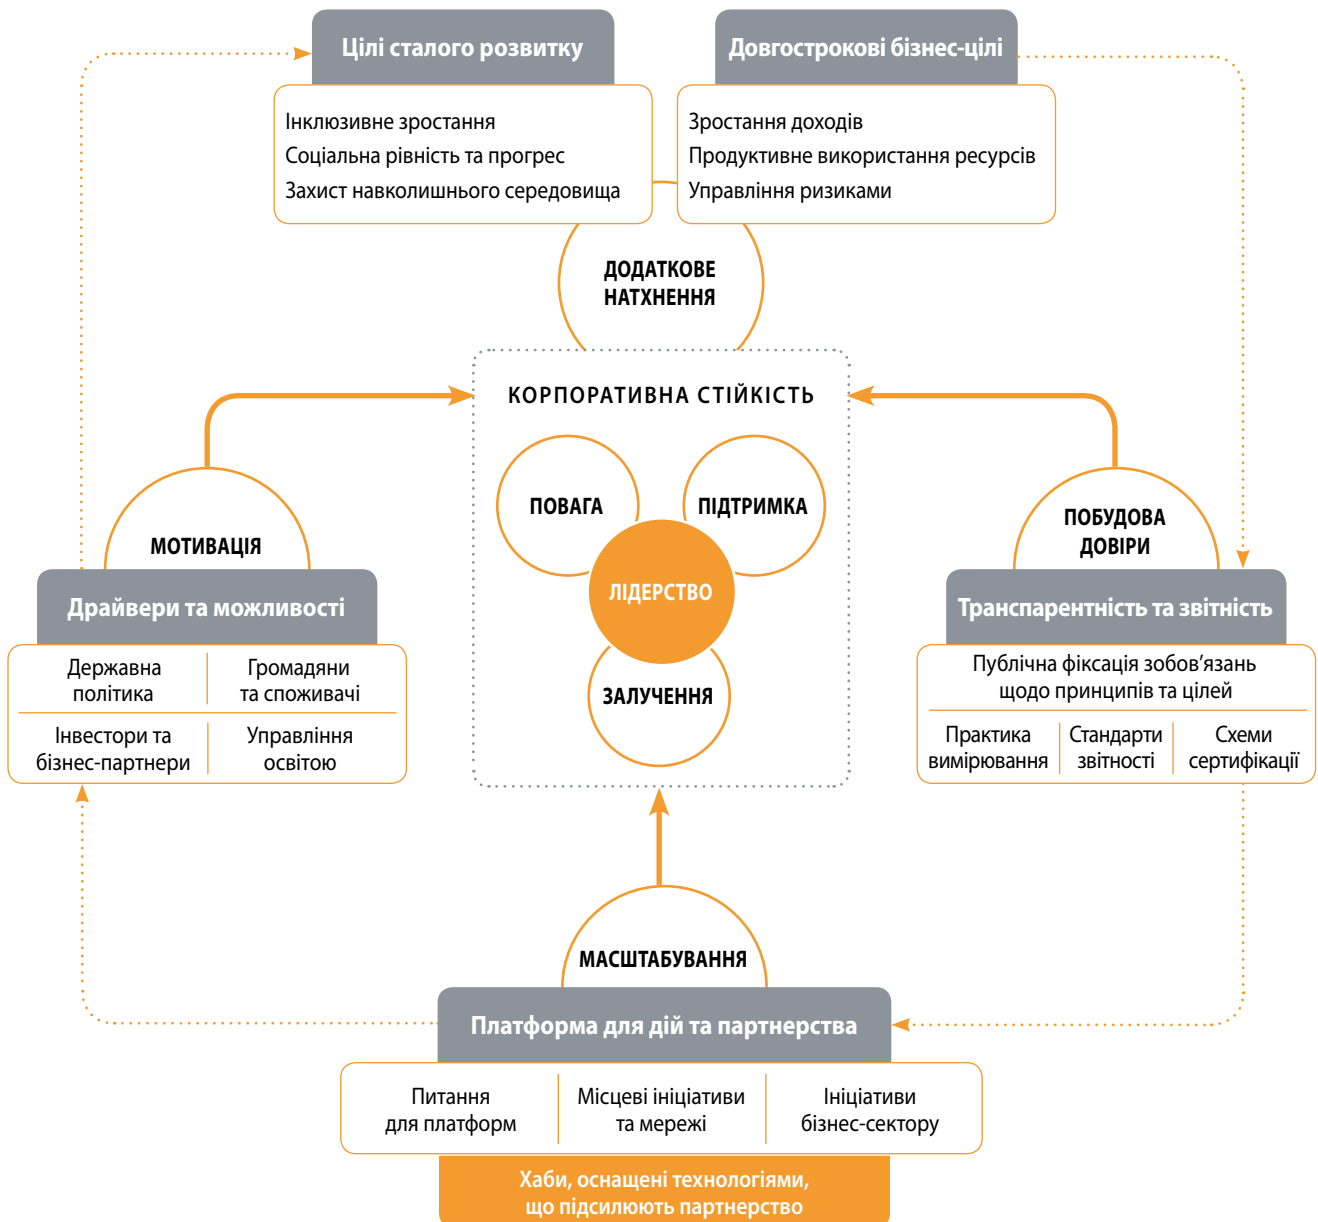 Цілі сталого розвитку
Інклюзивне зростання
Соціальна рівність та прогрес
Захист навколишнього середовища
Довгострокові бізнес-цілі
Зростання доходів
Продуктивне використання ресурсів
Управління ризиками
ДОДАТКОВЕ
НАТХНЕННЯ
КОРПОРАТИВНА СТІЙКІСТЬ
ПОВАГА
ПІДТРИМКА
ЛІДЕРСТВО
ЗАЛУЧЕННЯ
МОТИВАЦІЯ
Драйвери та можливості
Державна
політика
Громадяни
та споживачі
Інвестори та
бізнес-партнери
Управління
освітою
ПОБУДОВА
ДОВІРИ
Транспарентність та звітність
Публічна фіксація зобов’язань
щодо принципів та цілей
Практика
вимірювання
Стандарти
звітності
Схеми
сертифікації
МАСШТАБУВАННЯ
Платформа для дій та партнерства
Питання
для платформ
Місцеві ініціативи
та мережі
Ініціативи
бізнес-сектору
Хаби, оснащені технологіями,
що підсилюють партнерство